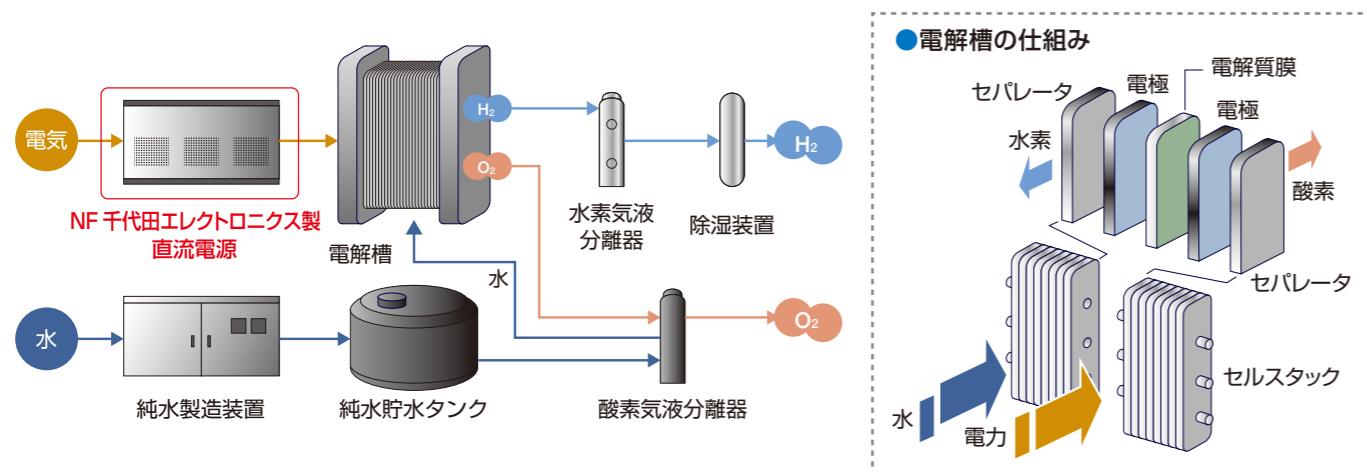 電気
NF 千代田エレクトロニクス製
直流電源
電解槽
H2
O2
水素気液
分離器
除湿装置
H2
水
水
純水製造装置
純水貯水タンク
酸素気液分離器
O2
●電解槽の仕組み
セパレータ
電極
電解質膜
電極
水素
酸素
セパレータ
セルスタック
水
電力